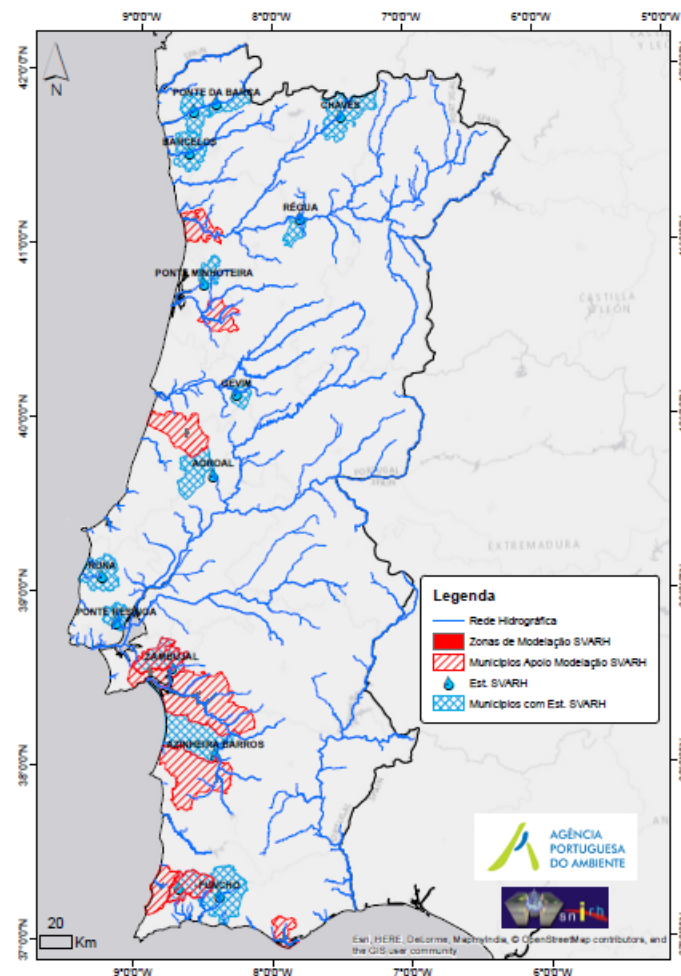 9°0'0"W 8°0'0"W 7°0'0"W 6°0'0"W 5°0'0"W
42°0'0"N
N
SPAIN
PONTE DA BARCA
CHAVES
BARCELOS
RÉGUA
41°0'0"N
PONTE MINHOTEIRA
CASTILLA
Y LEÓN
GEVIM
40°0'0"N
AGROAL
PORTUGAL
SPAIN
EXTREMADURA
39°0'0"N
ZAMBUJAL
AZINHEIRA BARROS
38°0'0"N
FUNCHO
37°0'0"N
Legenda
Rede Hidrográfica
Zonas de Modelação SVARH
Municípios Apoio Modelação SVARH
Est. SVARH
Municípios com Est. SVARH
AGÊNCIA
PORTUGUESA
DO AMBIENTE
snirh
20
Km
Esri, HERE, DeLorme, MapmyIndia, © OpenStreetMap contributors, and
the GIS user community
9°0'0"W 8°0'0"W 7°0'0"W 6°0'0"W